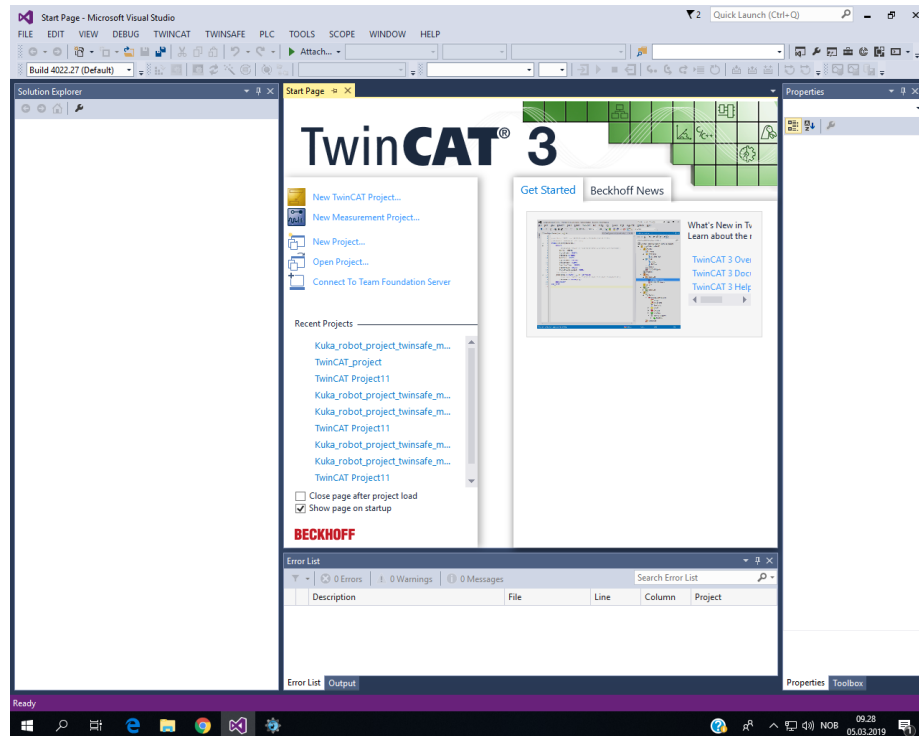 Start Page - Microsoft Visual Studio
2
Quick Launch (Ctrl+Q)
FILE EDIT VIEW DEBUG TWINCAT TWINSAFE PLC TOOLS SCOPE WINDOW HELP
Attach...
Build 4022.27 (Default)
Solution Explorer
Start Page
Properties
TwinCAT® 3
C/C++
New TwinCAT Project...
New Measurement Project...
New Project...
Open Project...
Connect To Team Foundation Server
Recent Projects
Kuka_robot_project_twinsafe_m...
TwinCAT_project
TwinCAT Project11
Kuka_robot_project_twinsafe_m...
Kuka_robot_project_twinsafe_m...
TwinCAT Project11
Kuka_robot_project_twinsafe_m...
Kuka_robot_project_twinsafe_m...
TwinCAT Project11
Close page after project load
Show page on startup
BECKHOFF
Get Started Beckhoff News
What's New in Tw
Learn about the r
TwinCAT 3 Over
TwinCAT 3 Docu
TwinCAT 3 Help
Error List
0 Errors 0 Warnings 0 Messages
Search Error List
Description File Line Column Project
Error List Output
Properties Toolbox
Ready
NOB
09.28
05.03.2019